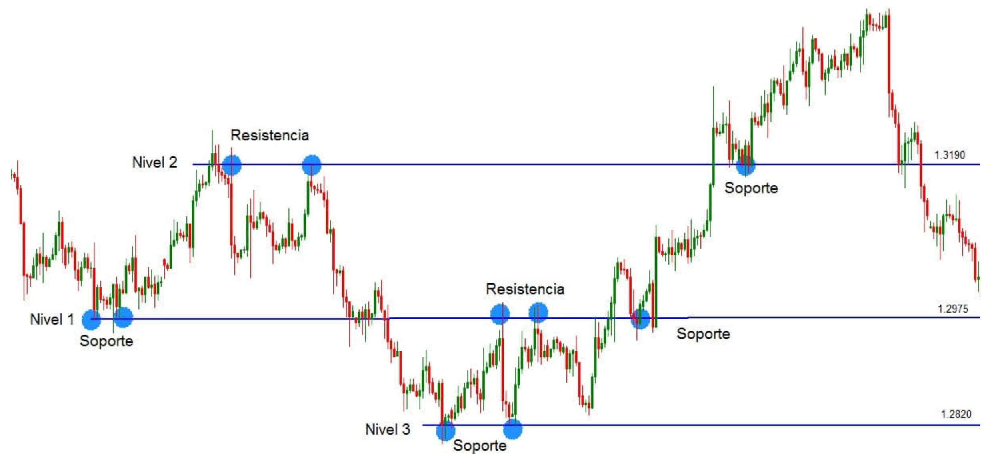 Resistencia
Nivel 2
1.3190
Soporte
Resistencia
1.2975
Nivel 1
Soporte
Soporte
1.2820
Nivel 3
Soporte